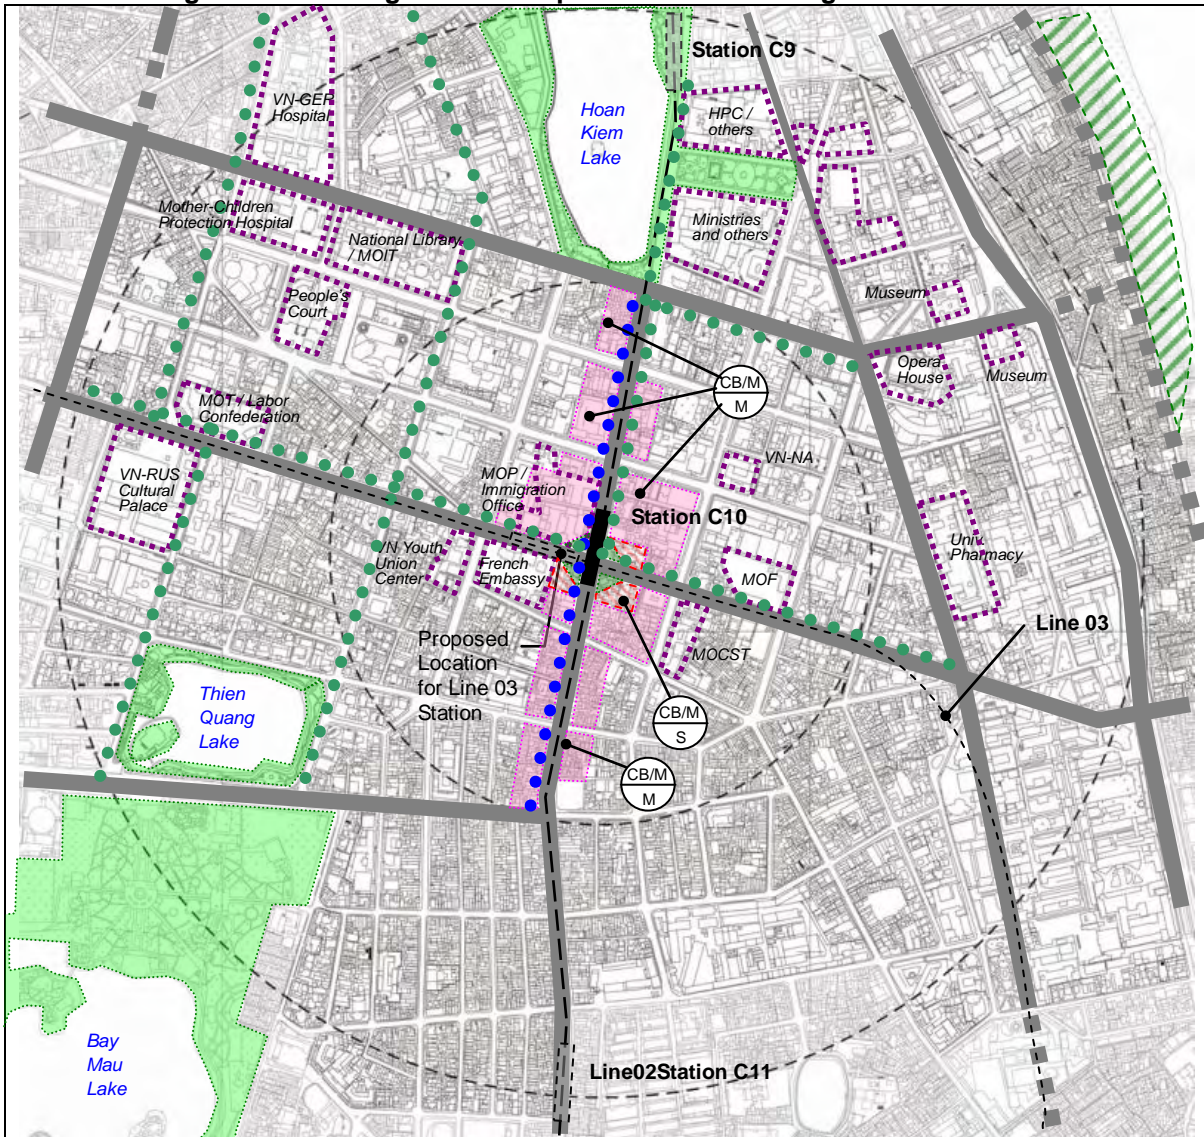 Station C9
VN-GEP
Hospital
Hoan
Kiem
Lake
HPC /
others
Mother-Children
Protection Hospital
National Library
/ MOIT
Ministries
and others
People's
Court
Museum
Opera
House
Museum
CB/M
M
MOT / Labor
Confederation
VN-RUS
Cultural
Palace
MOP /
Immigration
Office
VN-NA
Station C10
VN Youth
Union
Center
French
Embassy
MOF
Univ.
Pharmacy
Proposed
Location
for Line 03
Station
MOCST
Line 03
Thien
Quang
Lake
CB/M
S
CB/M
M
Bay
Mau
Lake
Line02Station C11